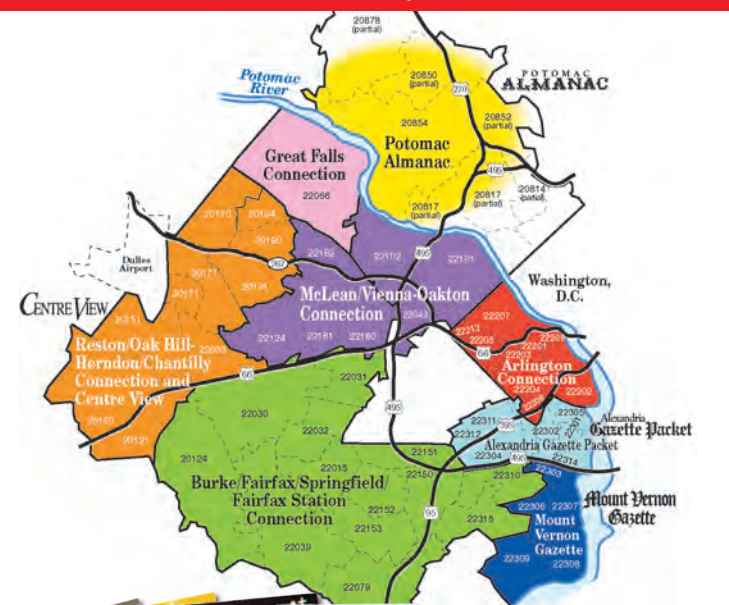 20878
(partial)
20850
(partial)
POTOMAC
ALMANAC
Potomac
River
270
20854
20852
(partial)
Potomac
Almanac
Great Falls
Connection
495
22066
20817
(partial)
20814
(partial)
20817
(partial)
20170
20194
20190
22182
22102
22101
495
Dulles
Airport
267
20171
20191
Washington,
D.C.
CENTRE VIEW
McLean/Vienna-Oakton
Connection
22043
22207
20151
22213
22205
22201
22203
66
22124
22181
22180
Reston/Oak Hill-
Herndon/Chantilly
Connection and
Centre View
Arlington
Connection
22204
22202
66
22031
20120
20121
495
22030
22032
22311
22312
395
22305
22301
22302
Alexandria
Gazette Packet
Alexandria Gazette Packet
22304
22314
495
20124
22015
22151
22150
22310
22303
Burke/Fairfax/Springfield/
Fairfax Station
Connection
22152
22153
95
22315
22306
22307
Mount
Vernon
Gazette
Mount Vernon
Gazette
22039
22309
22308
22079